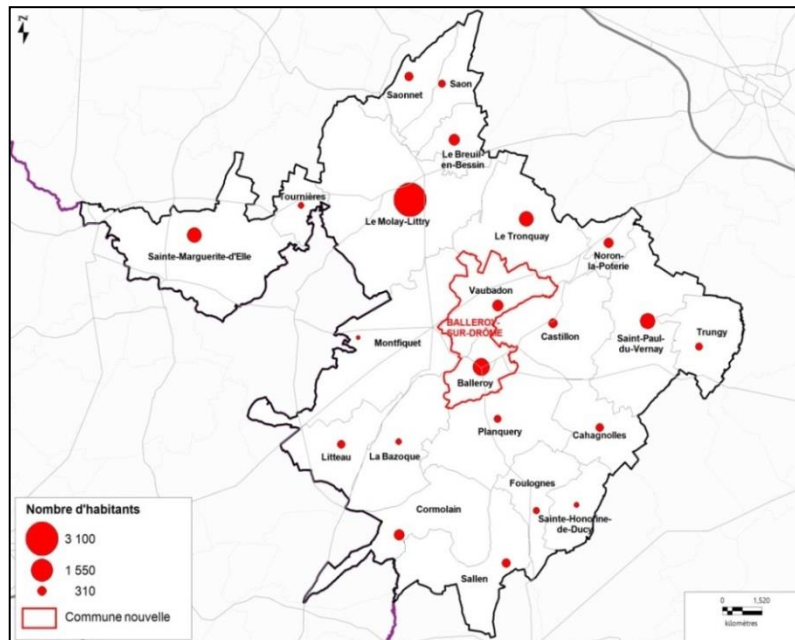 N
Saonnet
Saon
Le Breuil-
en-Bessin
Tournières
Le Molay-Littry
Sainte-Marguerite-d'Elle
Le Tronquay
Noron-
la-Poterie
Vaubadon
BALLEROY-
SUR-DRÔME
Castillon
Saint-Paul-
du-Vernay
Trungy
Montfiquet
Balleroy
Planquery
Cahagnolles
Litteau
La Bazoque
Foulognes
Cormolain
Sainte-Honorine-
de-Ducy
Sallen
Nombre d'habitants
3 100
1 550
310
Commune nouvelle
0 1.520
kilomètres